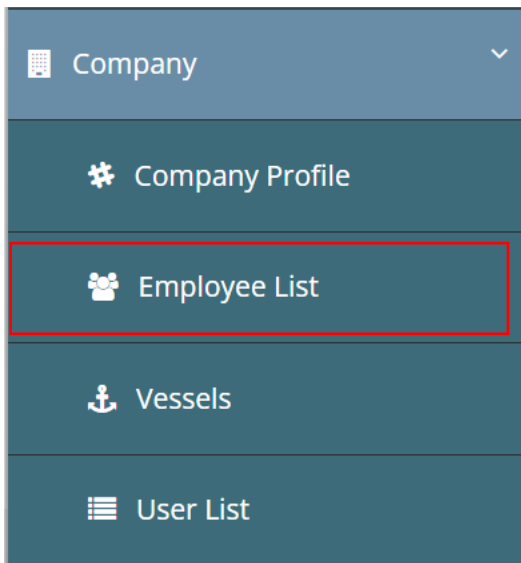 Company
Company Profile
Employee List
Vessels
User List